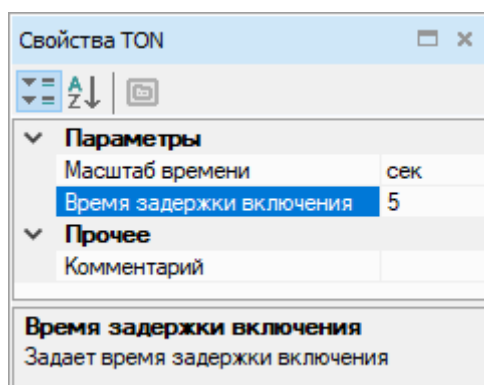 Свойства TON
Параметры
Масштаб времени сек
Время задержки включения 5
Прочее
Комментарий
Время задержки включения
Задает время задержки включения